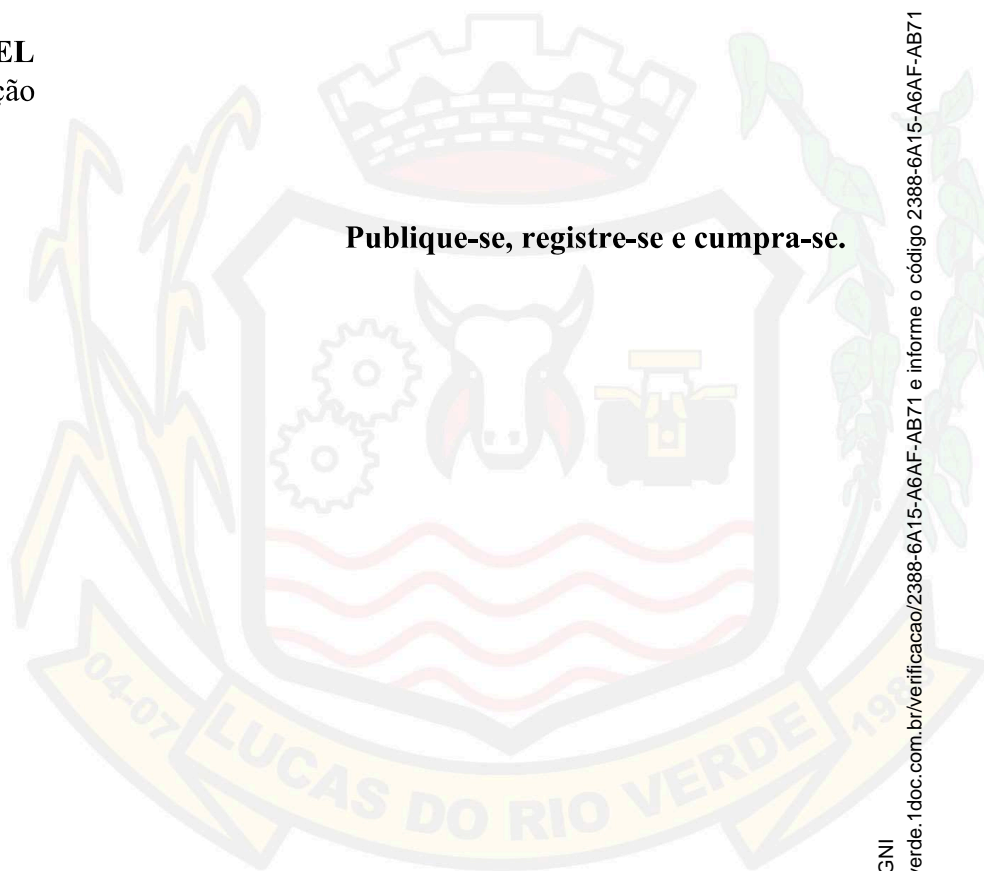 EL
ção
Publique-se, registre-se e cumpra-se.
04-07
LUCAS DO RIO VERDE
GNI
verde.1doc.com.br/verificacao/2388-6A15-A6AF-AB71 e informe o código 2388-6A15-A6AF-AB71